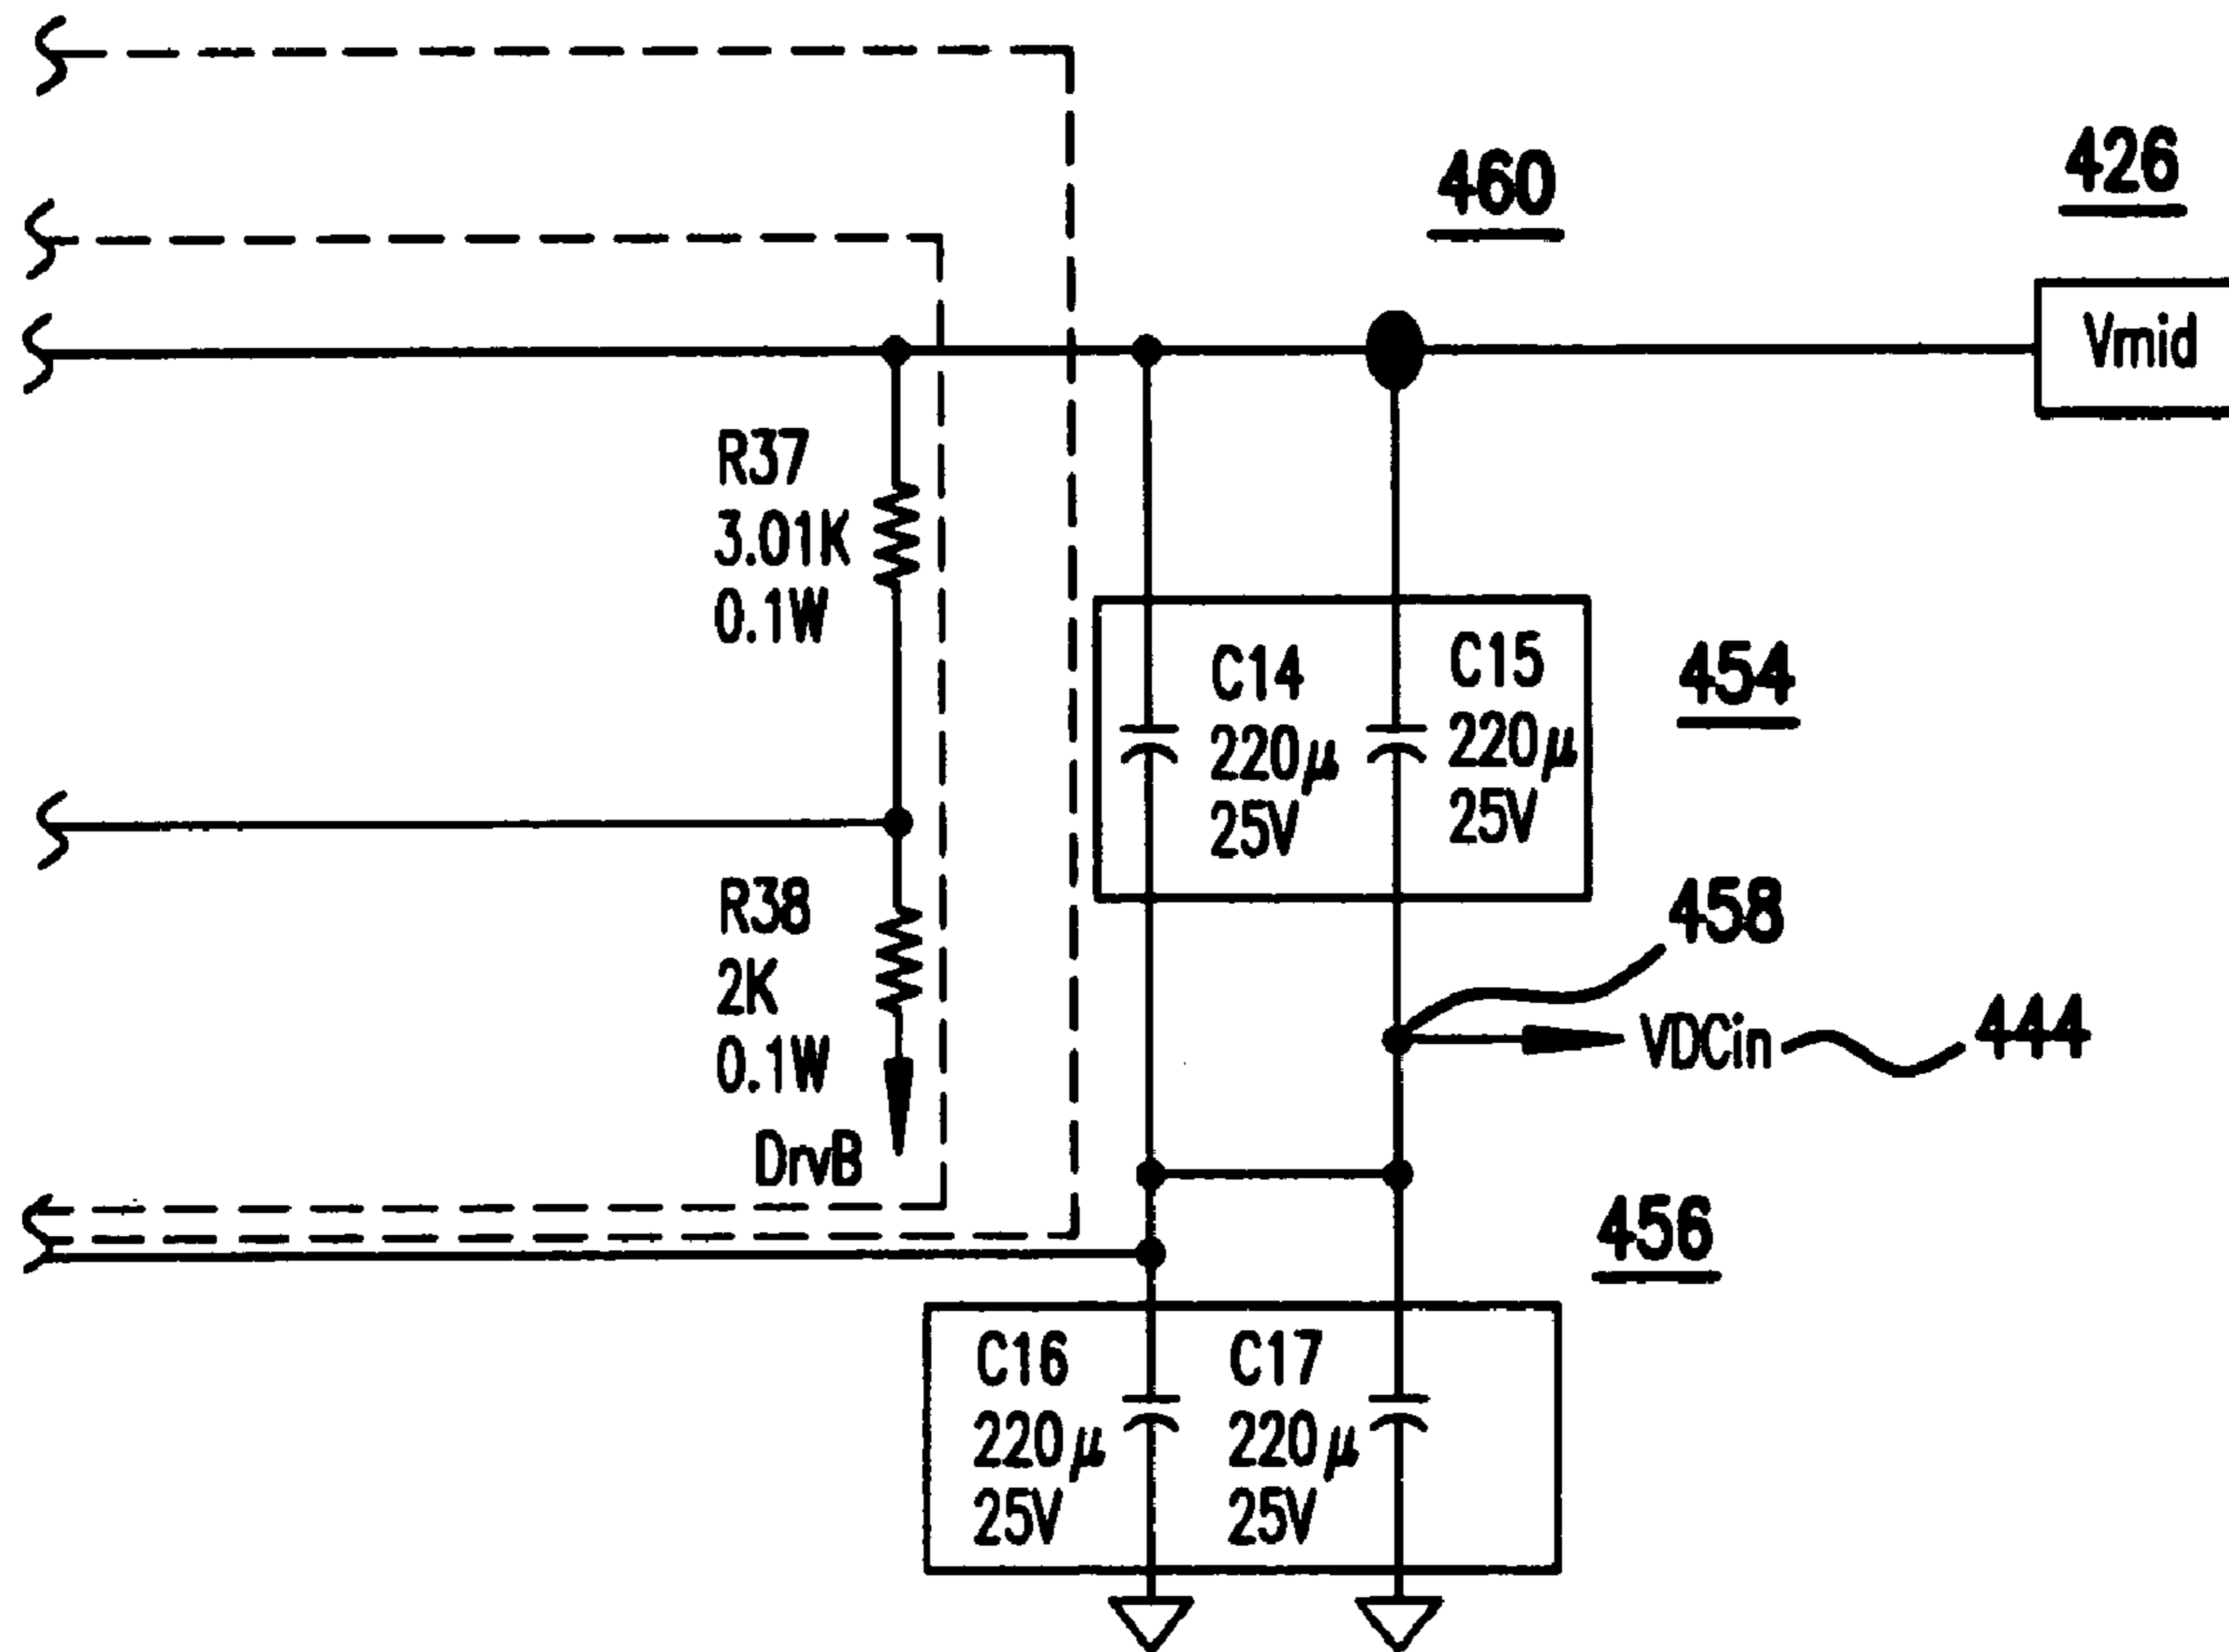 460
426
Vmid
R37
3.01K
0.1W
C14
220μ
25V
C15
220μ
25V
454
R38
2K
0.1W
DrvB
458
VDCin
444
456
C16
220μ
25V
C17
220μ
25V